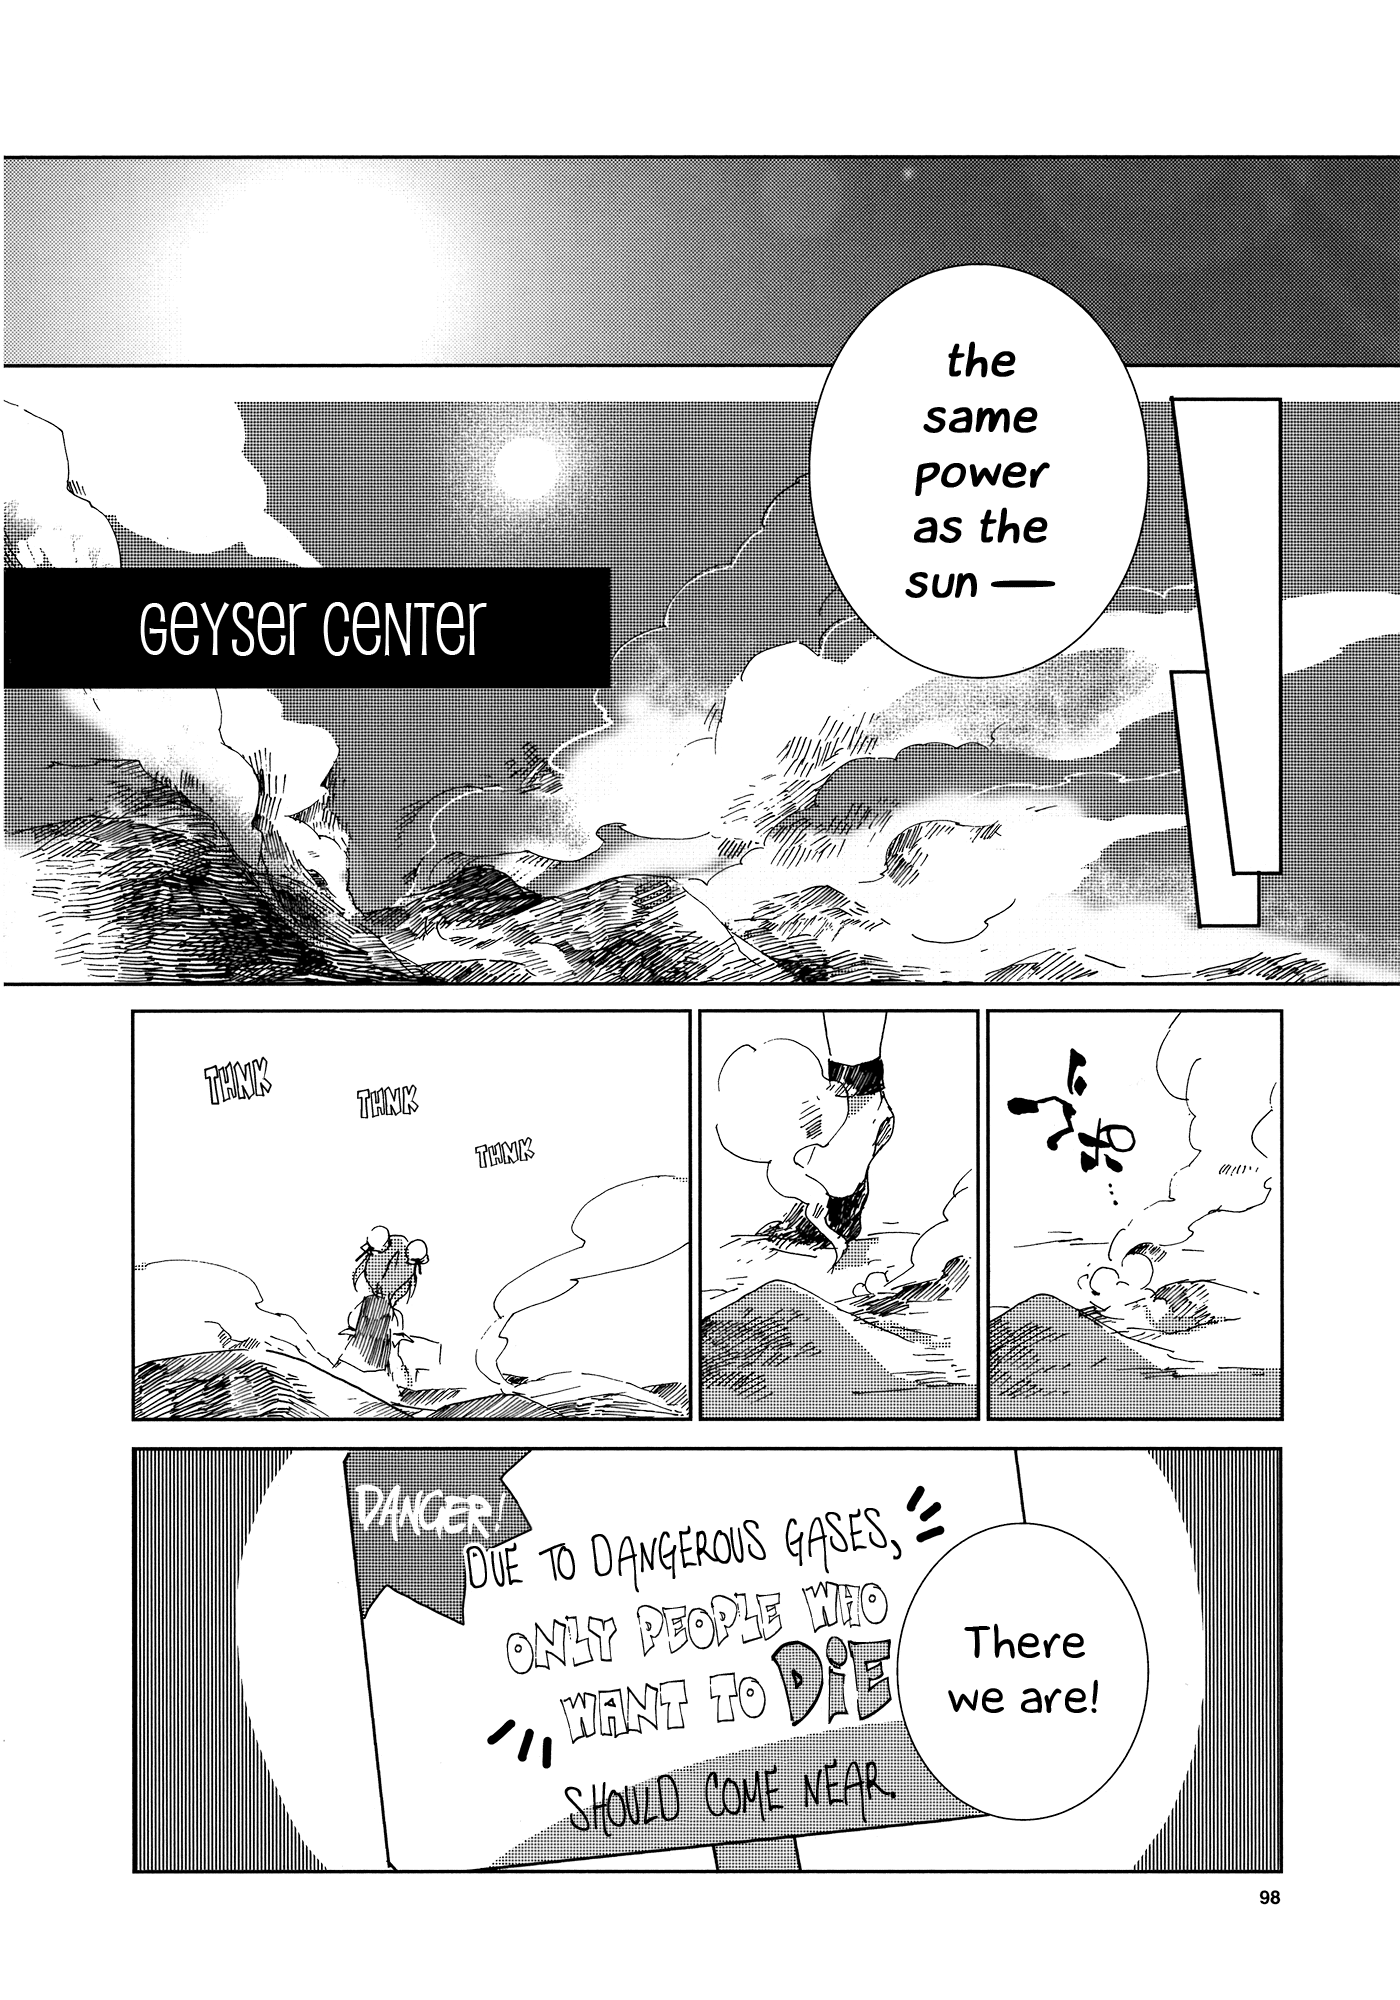 the
same
power
as the
sun —
GEYSER CENTER
THNK
THNK
THNK
There
we are!
DANGER!
DUE TO DANGEROUS GASES,
ONLY PEOPLE WHO
WANT TO DiE
SHOULD COME NEAR.
98